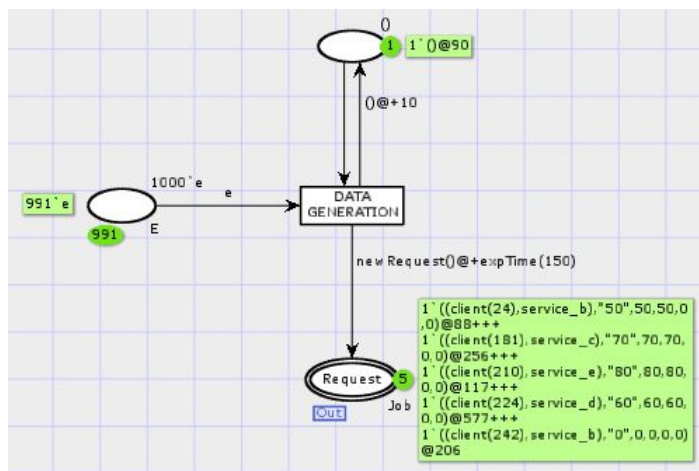 ()
1
1`()@90
()@+10
1000`e
991`e
e
DATA
GENERATION
991
E
new Request()@+expTime(150)
Request
5
Job
Out
1`((client(24),service_b),"50",50,50,0
,0)@88+++
1`((client(181),service_c),"70",70,70,
0,0)@256+++
1`((client(210),service_e),"80",80,80,
0,0)@117+++
1`((client(224),service_d),"60",60,60,
0,0)@577+++
1`((client(242),service_b),"0",0,0,0,0)
@206